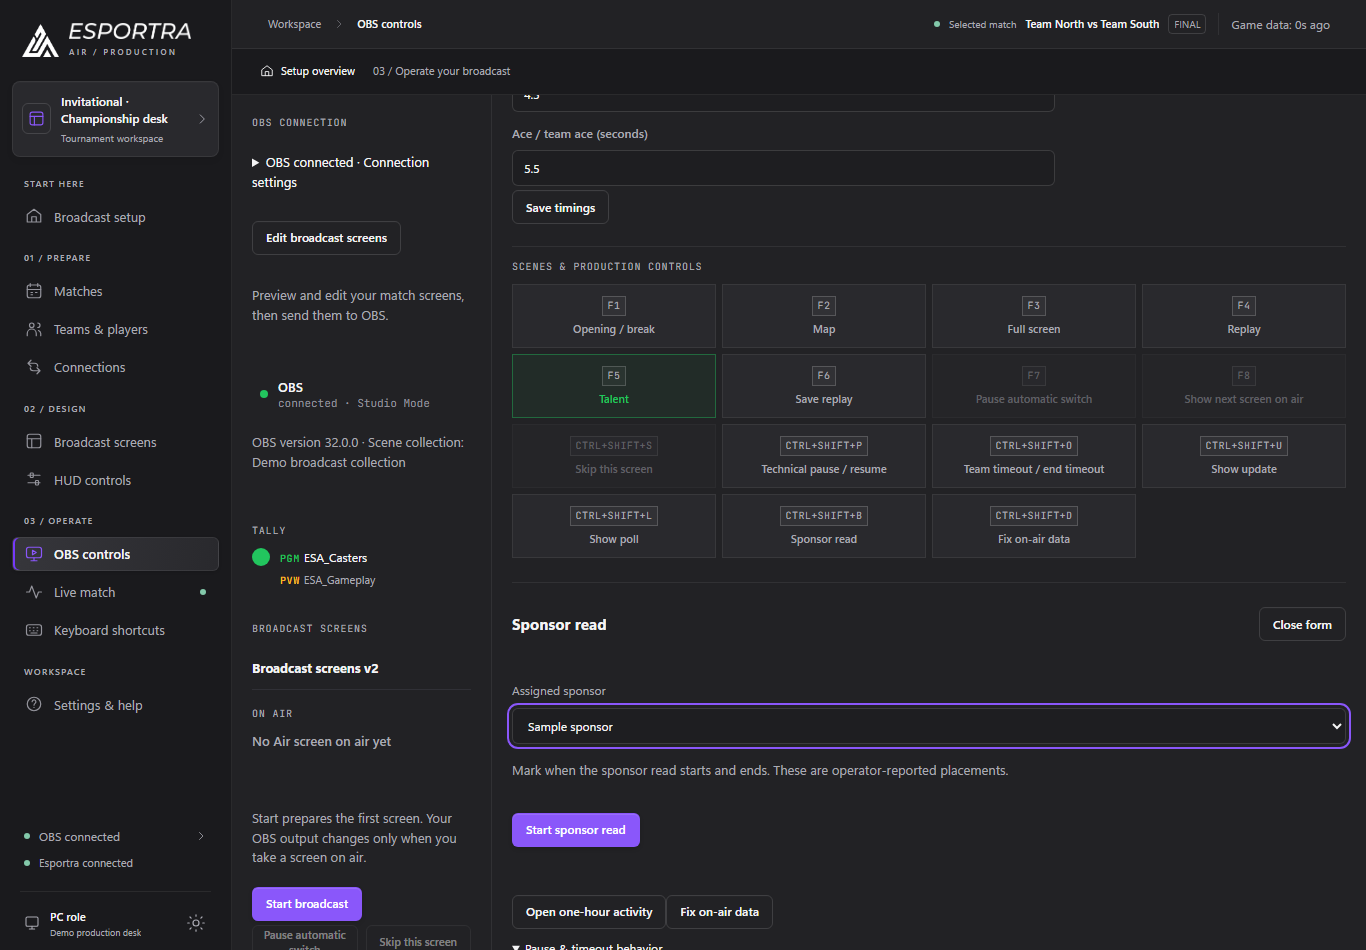 ESPORTRA
AIR / PRODUCTION
Workspace
OBS controls
Selected match Team North vs Team South FINAL
Game data: 0s ago
Setup overview
03 / Operate your broadcast
Invitational ·
Championship desk
Tournament workspace
START HERE
Broadcast setup
01 / PREPARE
Matches
Teams & players
Connections
02 / DESIGN
Broadcast screens
HUD controls
03 / OPERATE
OBS controls
Live match
Keyboard shortcuts
WORKSPACE
Settings & help
OBS connected
Esportra connected
PC role
Demo production desk
OBS CONNECTION
OBS connected · Connection
settings
Edit broadcast screens
Preview and edit your match screens,
then send them to OBS.
OBS
connected · Studio Mode
OBS version 32.0.0 · Scene collection:
Demo broadcast collection
TALLY
PGM ESA_Casters
PVW ESA_Gameplay
BROADCAST SCREENS
Broadcast screens v2
ON AIR
No Air screen on air yet
Start prepares the first screen. Your
OBS output changes only when you
take a screen on air.
Start broadcast
Pause automatic
switch
Skip this screen
4.5
Ace / team ace (seconds)
5.5
Save timings
SCENES & PRODUCTION CONTROLS
F1
Opening / break
F2
Map
F3
Full screen
F4
Replay
F5
Talent
F6
Save replay
F7
Pause automatic switch
F8
Show next screen on air
CTRL+SHIFT+S
Skip this screen
CTRL+SHIFT+P
Technical pause / resume
CTRL+SHIFT+O
Team timeout / end timeout
CTRL+SHIFT+U
Show update
CTRL+SHIFT+L
Show poll
CTRL+SHIFT+B
Sponsor read
CTRL+SHIFT+D
Fix on-air data
Sponsor read
Close form
Assigned sponsor
Sample sponsor
Mark when the sponsor read starts and ends. These are operator-reported placements.
Start sponsor read
Open one-hour activity
Fix on-air data
Pause & timeout behavior